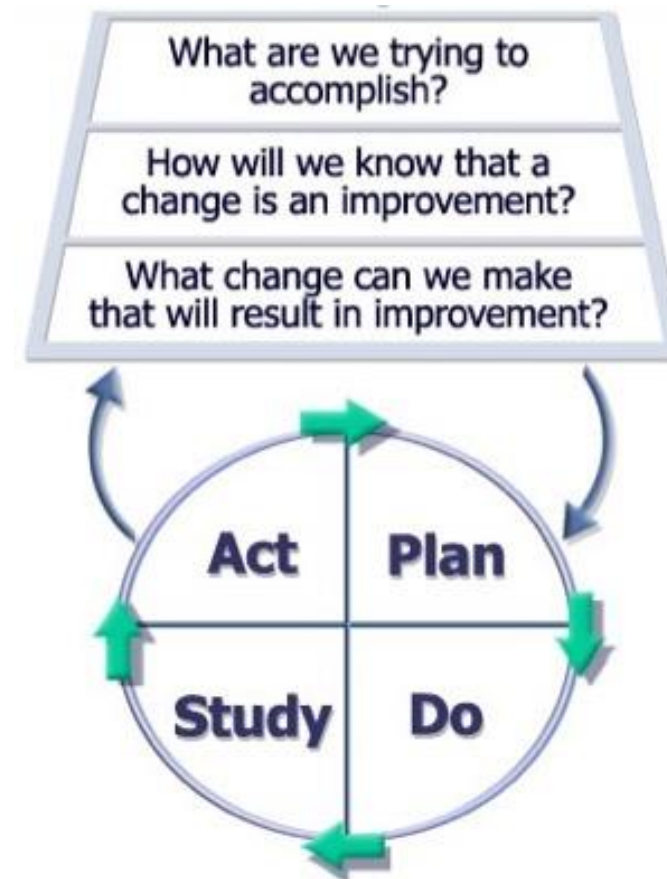 What are we trying to
accomplish?
How will we know that a
change is an improvement?
What change can we make
that will result in improvement?
Act
Plan
Study
Do